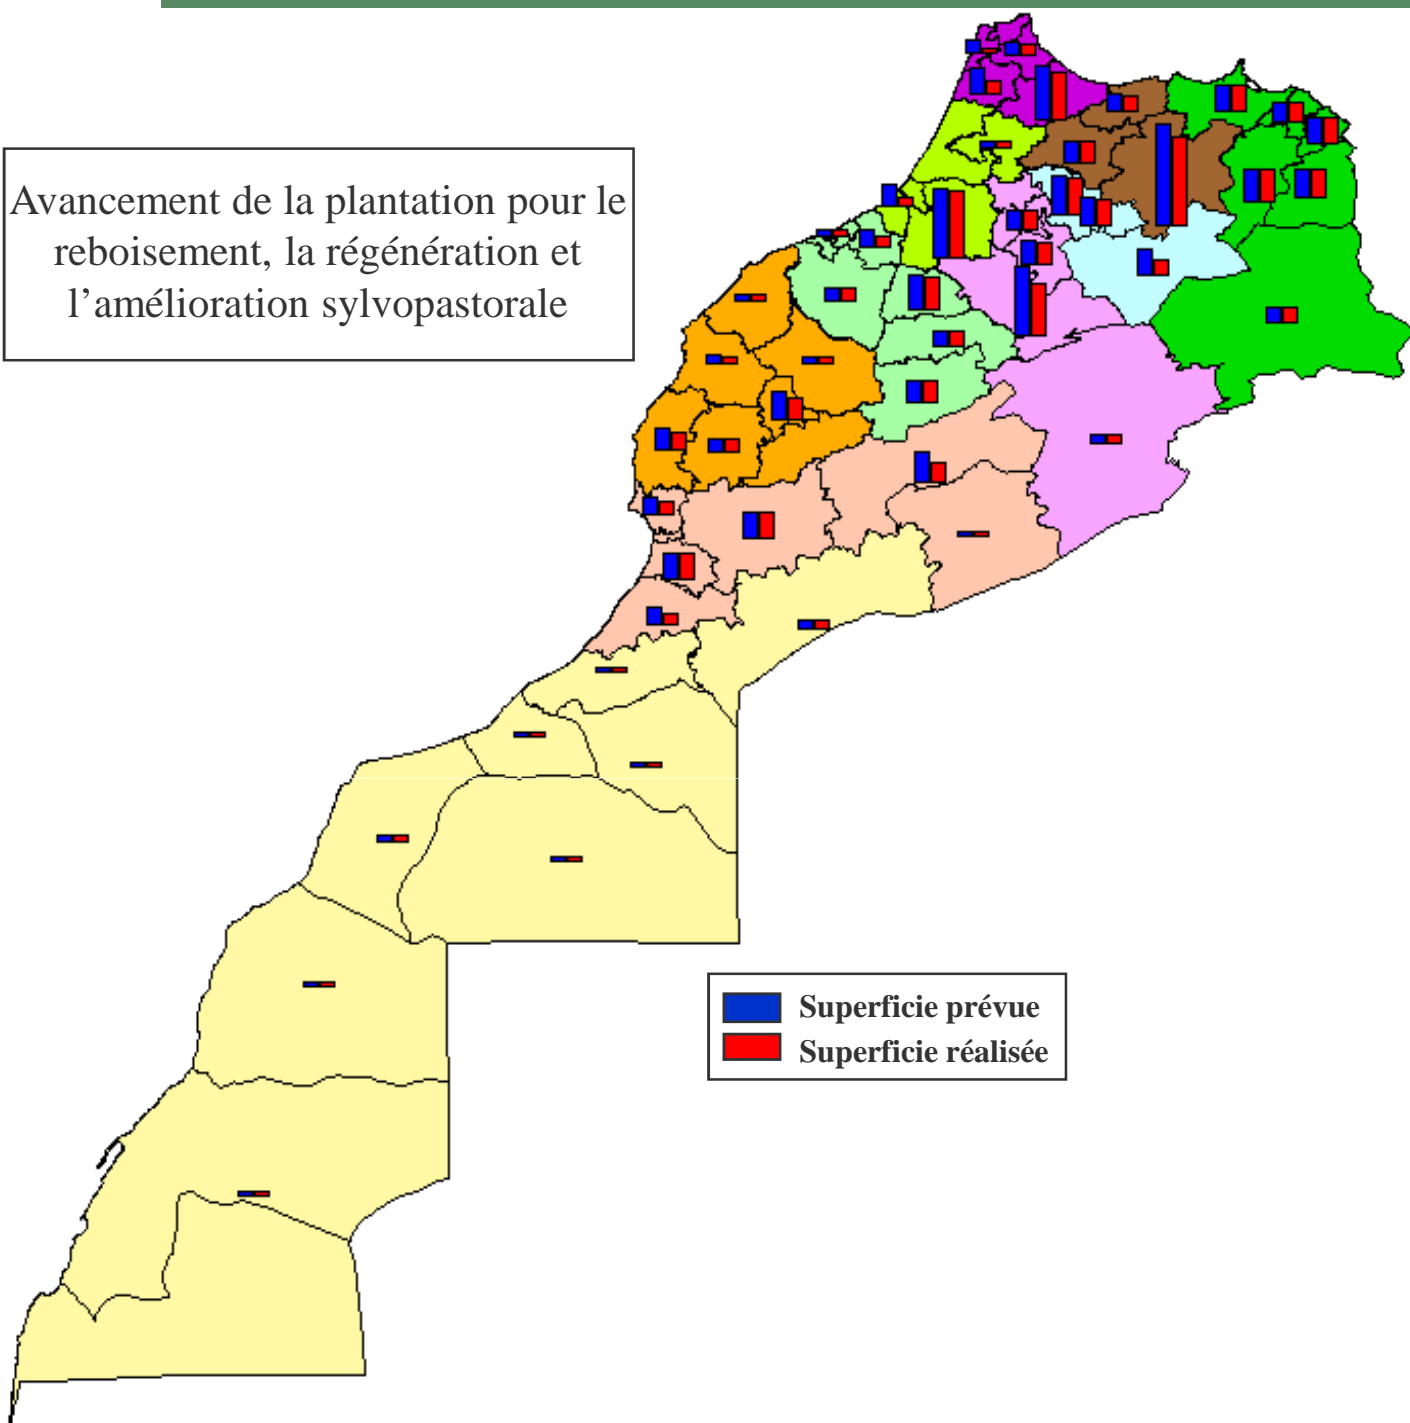 Avancement de la plantation pour le
reboisement, la régénération et
l’amélioration sylvopastorale
Superficie prévue
Superficie réalisée